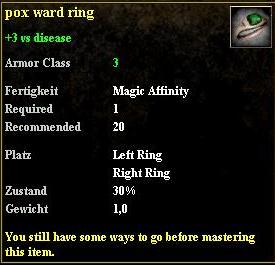 pox ward ring
+3 vs disease
Armor Class 3
Fertigkeit Magic Affinity
Required 1
Recommended 20
Platz Left Ring
Right Ring
Zustand 30%
Gewicht 1,0
You still have some ways to go before mastering
this item.